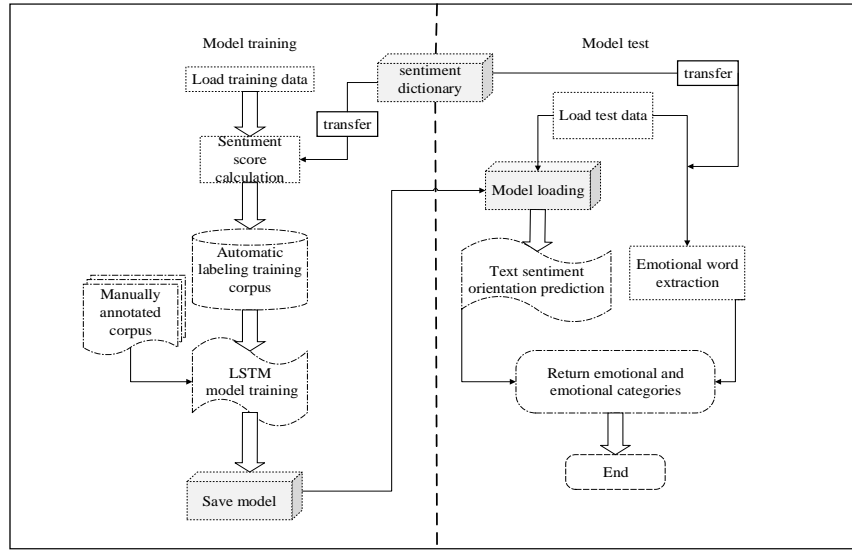 Model training
Load training data
transfer
Sentiment
score
calculation
Automatic
labeling training
corpus
Manually
annotated
corpus
LSTM
model training
Save model
sentiment
dictionary
Model test
transfer
Load test data
Model loading
Text sentiment
orientation prediction
Emotional word
extraction
Return emotional and
emotional categories
End